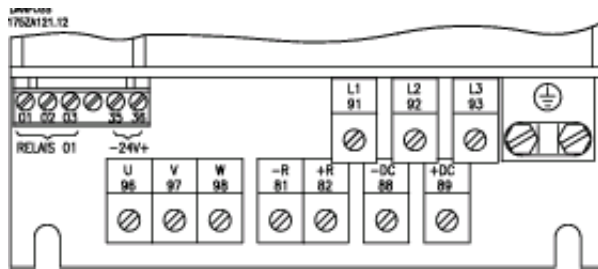 DANFOSS
175ZA121.12
L1 L2 L3
91 92 93
01 02 03 35 36
RELAIS 01 -24V+
U V W -R +R -DC +DC
96 97 98 81 82 88 89